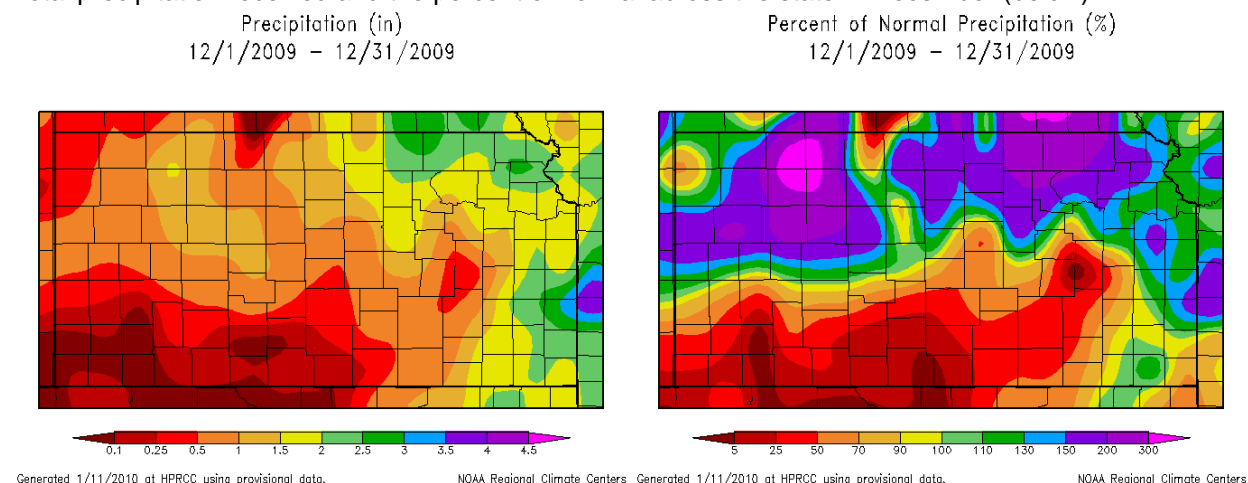 Precipitation (in)
12/1/2009 – 12/31/2009
0.1 0.25 0.5 1 1.5 2 2.5 3 3.5 4 4.5
Generated 1/11/2010 at HPRCC using provisional data.
NOAA Regional Climate Centers
Percent of Normal Precipitation (%)
12/1/2009 – 12/31/2009
5 25 50 70 90 100 110 130 150 200 300
Generated 1/11/2010 at HPRCC using provisional data.
NOAA Regional Climate Centers